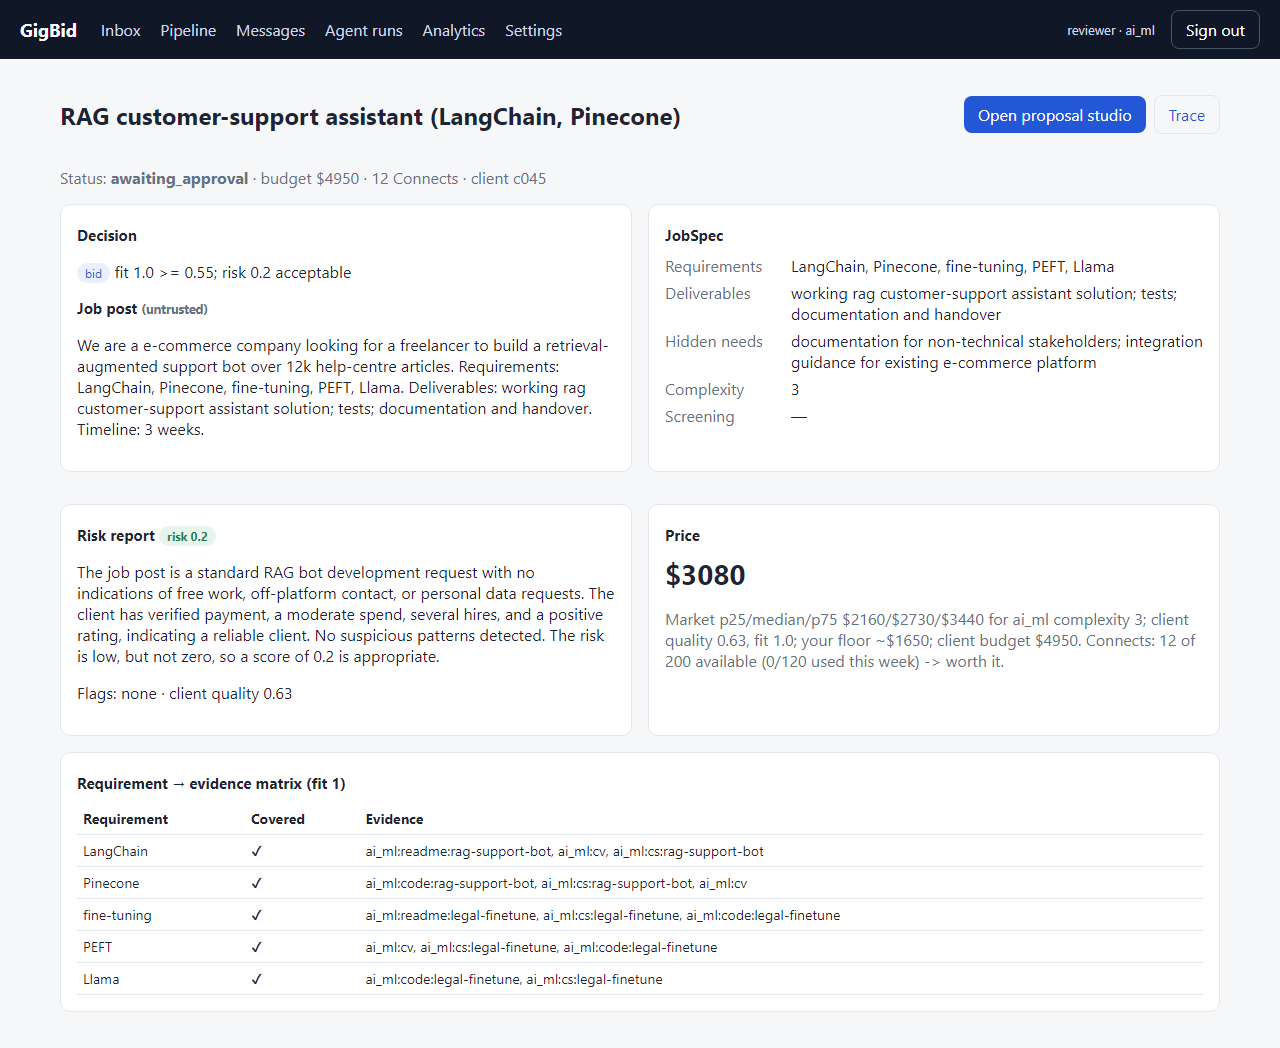 GigBid Inbox Pipeline Messages Agent runs Analytics Settings reviewer · ai_ml Sign out
RAG customer-support assistant (LangChain, Pinecone) Open proposal studio Trace
Status: awaiting_approval · budget $4950 · 12 Connects · client c045
Decision
bid fit 1.0 >= 0.55; risk 0.2 acceptable
Job post (untrusted)
We are a e-commerce company looking for a freelancer to build a retrieval-
augmented support bot over 12k help-centre articles. Requirements:
LangChain, Pinecone, fine-tuning, PEFT, Llama. Deliverables: working rag
customer-support assistant solution; tests; documentation and handover.
Timeline: 3 weeks.
JobSpec
Requirements LangChain, Pinecone, fine-tuning, PEFT, Llama
Deliverables working rag customer-support assistant solution; tests;
documentation and handover
Hidden needs documentation for non-technical stakeholders; integration
guidance for existing e-commerce platform
Complexity 3
Screening —
Risk report risk 0.2
The job post is a standard RAG bot development request with no
indications of free work, off-platform contact, or personal data requests. The
client has verified payment, a moderate spend, several hires, and a positive
rating, indicating a reliable client. No suspicious patterns detected. The risk
is low, but not zero, so a score of 0.2 is appropriate.
Flags: none · client quality 0.63
Price
$3080
Market p25/median/p75 $2160/$2730/$3440 for ai_ml complexity 3; client
quality 0.63, fit 1.0; your floor ~$1650; client budget $4950. Connects: 12 of
200 available (0/120 used this week) -> worth it.
Requirement → evidence matrix (fit 1)
Requirement Covered Evidence
LangChain ✓ ai_ml:readme:rag-support-bot, ai_ml:cv, ai_ml:cs:rag-support-bot
Pinecone ✓ ai_ml:code:rag-support-bot, ai_ml:cs:rag-support-bot, ai_ml:cv
fine-tuning ✓ ai_ml:readme:legal-finetune, ai_ml:cs:legal-finetune, ai_ml:code:legal-finetune
PEFT ✓ ai_ml:cv, ai_ml:cs:legal-finetune, ai_ml:code:legal-finetune
Llama ✓ ai_ml:code:legal-finetune, ai_ml:cs:legal-finetune